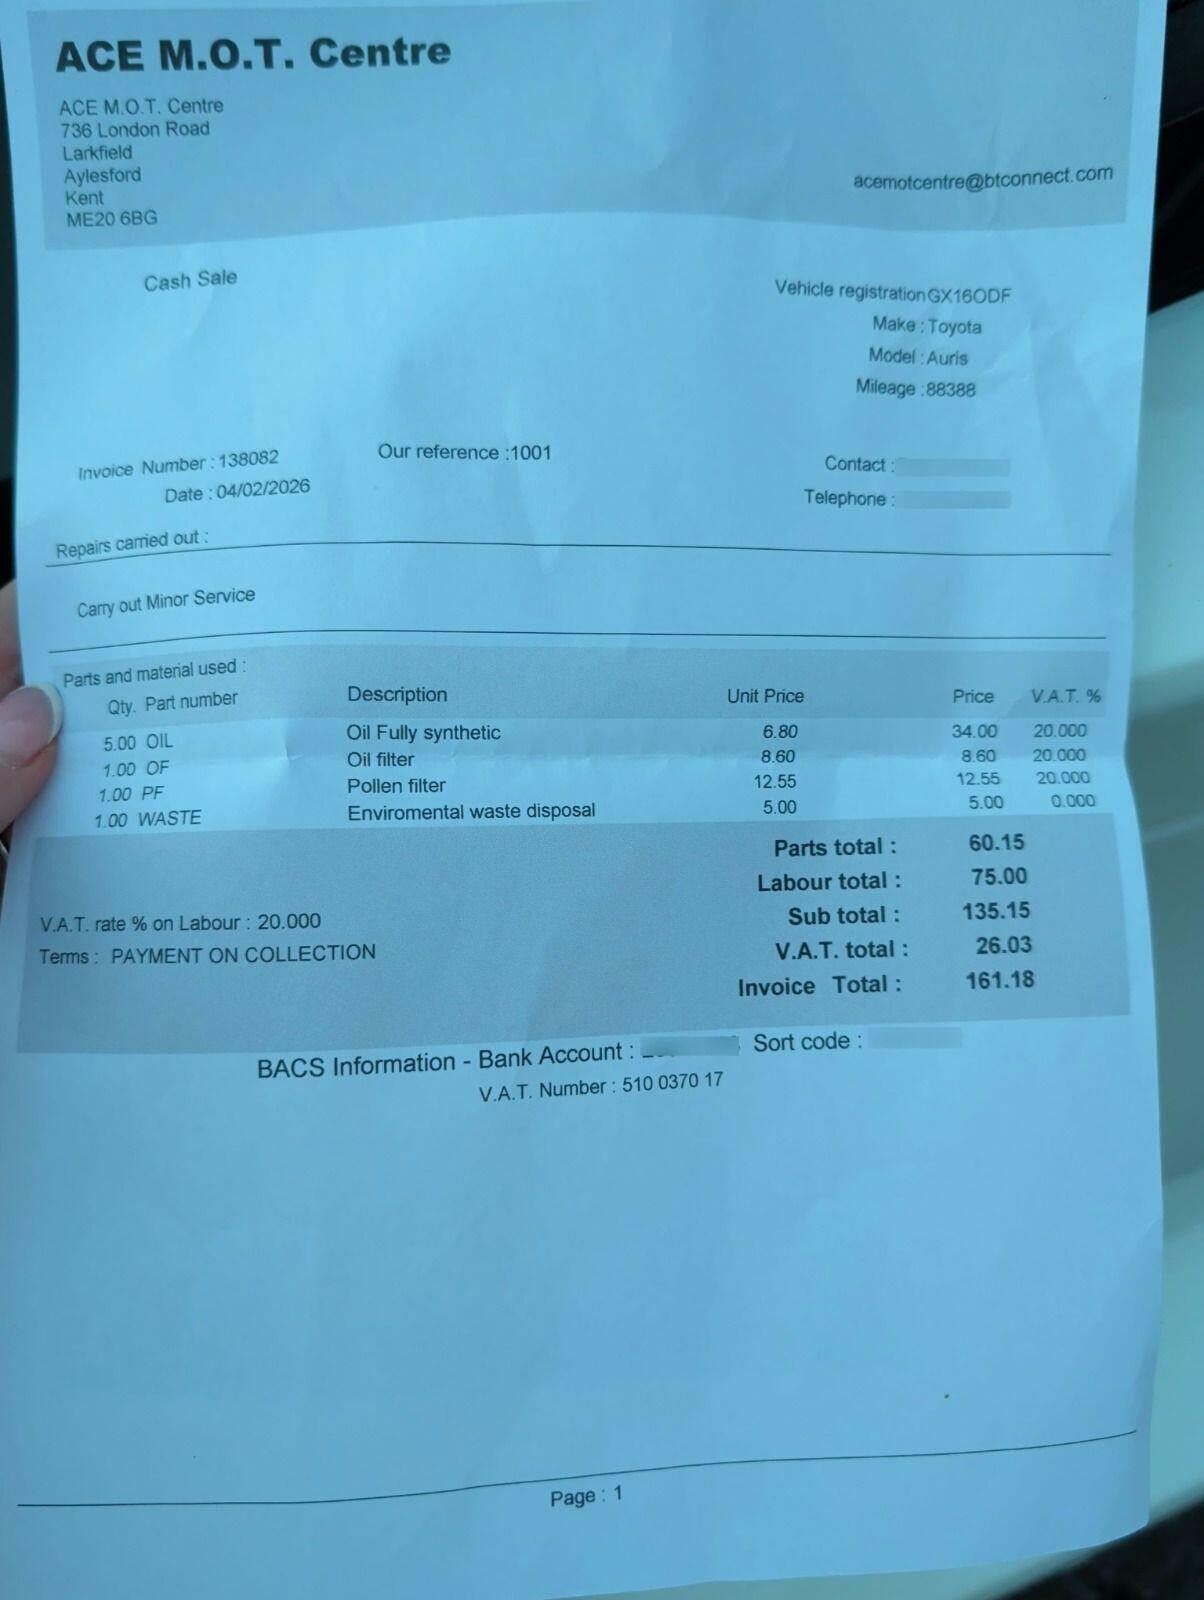 ACE M.O.T. Centre
ACE M.O.T. Centre
736 London Road
Larkfield
Aylesford
Kent
ME20 6BG
acemotcentre@btconnect.com
Cash Sale
Vehicle registration GX16ODF
Make : Toyota
Model : Auris
Mileage : 88388
Invoice Number : 138082
Our reference : 1001
Date : 04/02/2026
Contact :
Telephone :
Repairs carried out :
Carry out Minor Service
Parts and material used :
Qty. Part number Description Unit Price Price V.A.T. %
5.00 OIL Oil Fully synthetic 6.80 34.00 20.000
1.00 OF Oil filter 8.60 8.60 20.000
1.00 PF Pollen filter 12.55 12.55 20.000
1.00 WASTE Enviromental waste disposal 5.00 5.00 0.000
Parts total : 60.15
Labour total : 75.00
Sub total : 135.15
V.A.T. rate % on Labour : 20.000
V.A.T. total : 26.03
Terms : PAYMENT ON COLLECTION
Invoice Total : 161.18
BACS Information - Bank Account : Sort code :
V.A.T. Number : 510 0370 17
Page : 1